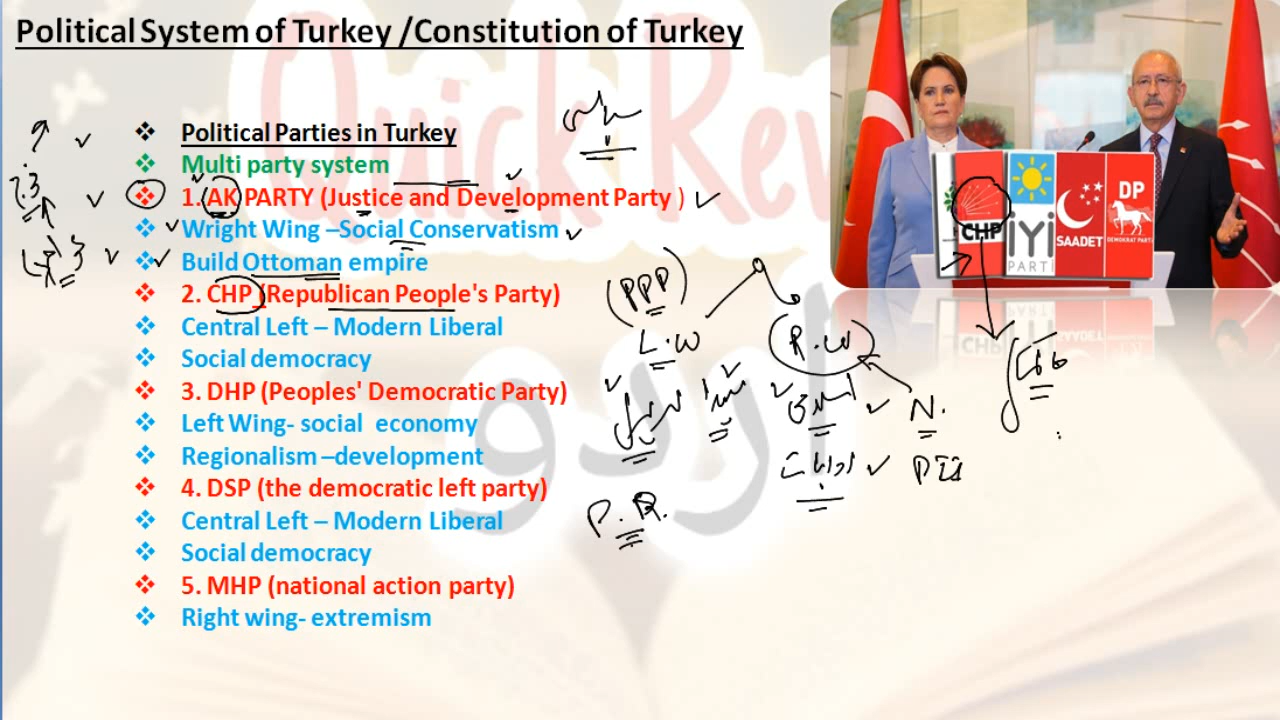 Political System of Turkey /Constitution of Turkey
Political Parties in Turkey
Multi party system
1. AK PARTY (Justice and Development Party )
Wright Wing –Social Conservatism
Build Ottoman empire
2. CHP (Republican People's Party)
Central Left – Modern Liberal
Social democracy
3. DHP (Peoples' Democratic Party)
Left Wing- social economy
Regionalism –development
4. DSP (the democratic left party)
Central Left – Modern Liberal
Social democracy
5. MHP (national action party)
Right wing- extremism
CHP
İYİ
PARTİ
SAADET
DP
DEMOKRAT PARTİ
(PPP)
L.W
(R.W)
N.
P.R.
Quick Rev
اردو